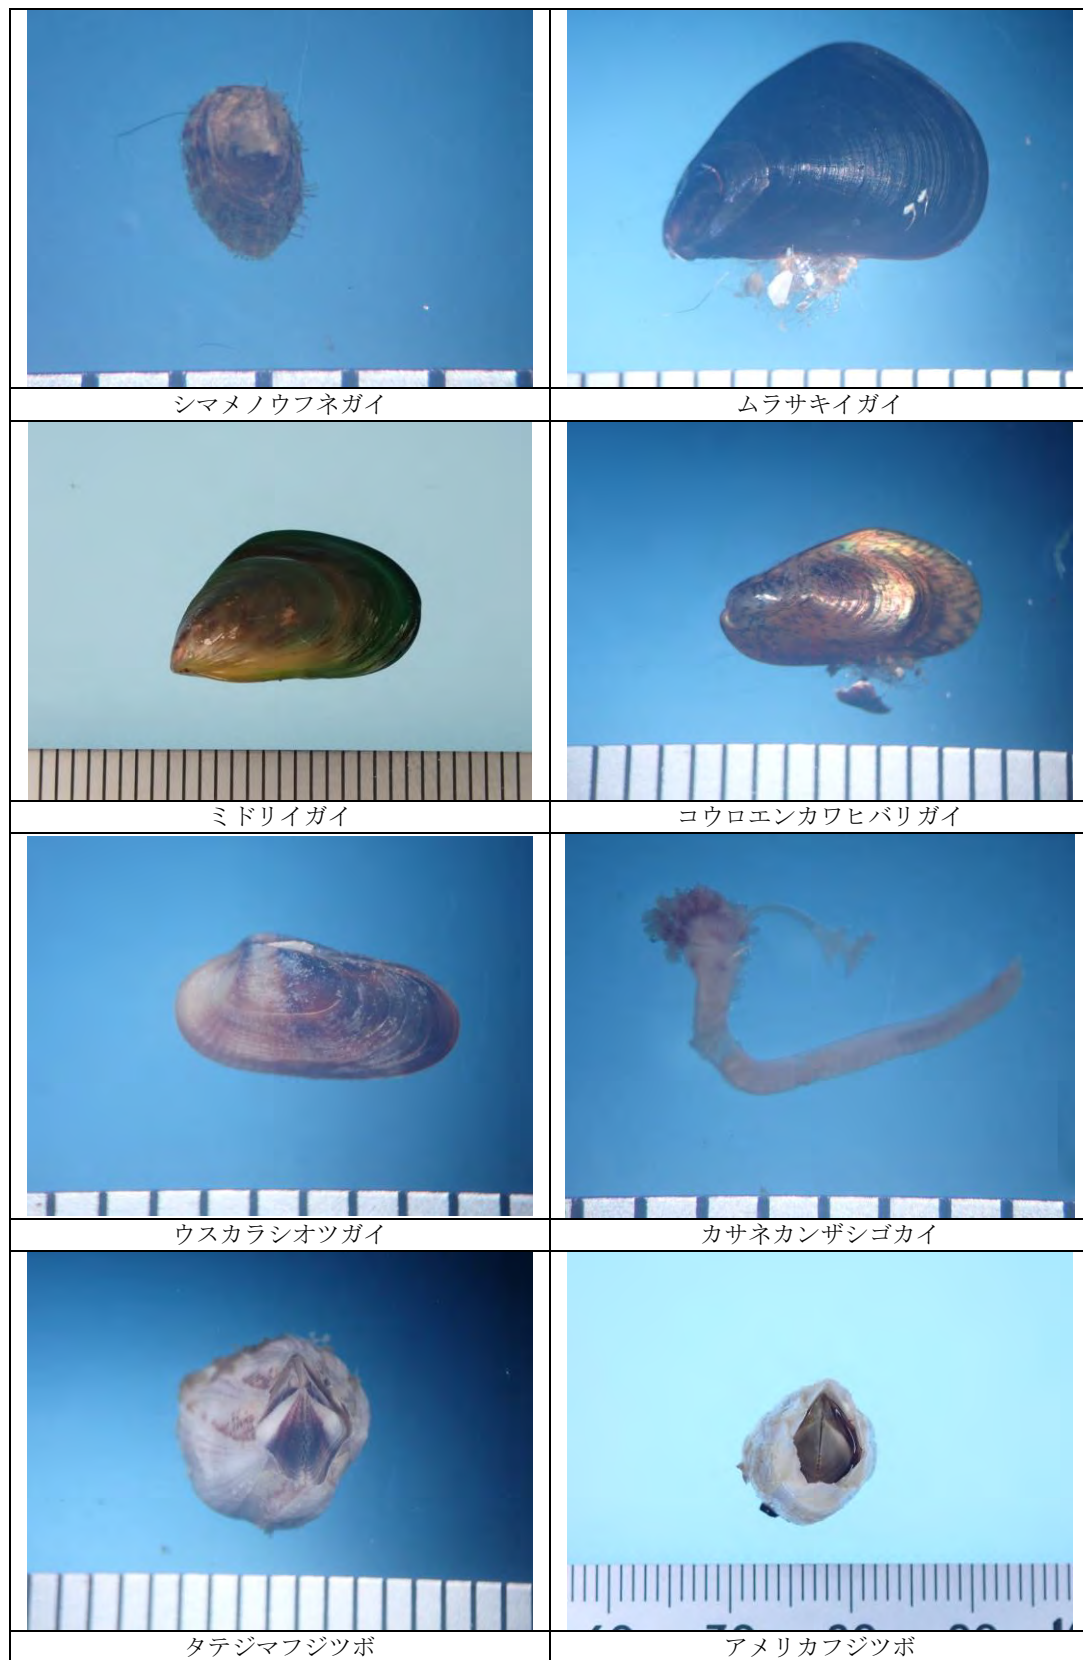 シマメノウフネガイ
ムラサキイガイ
ミドリイガイ
コウロエンカワヒバリガイ
ウスカラシオツガイ
カサネカンザシゴカイ
タテジマフジツボ
アメリカフジツボ